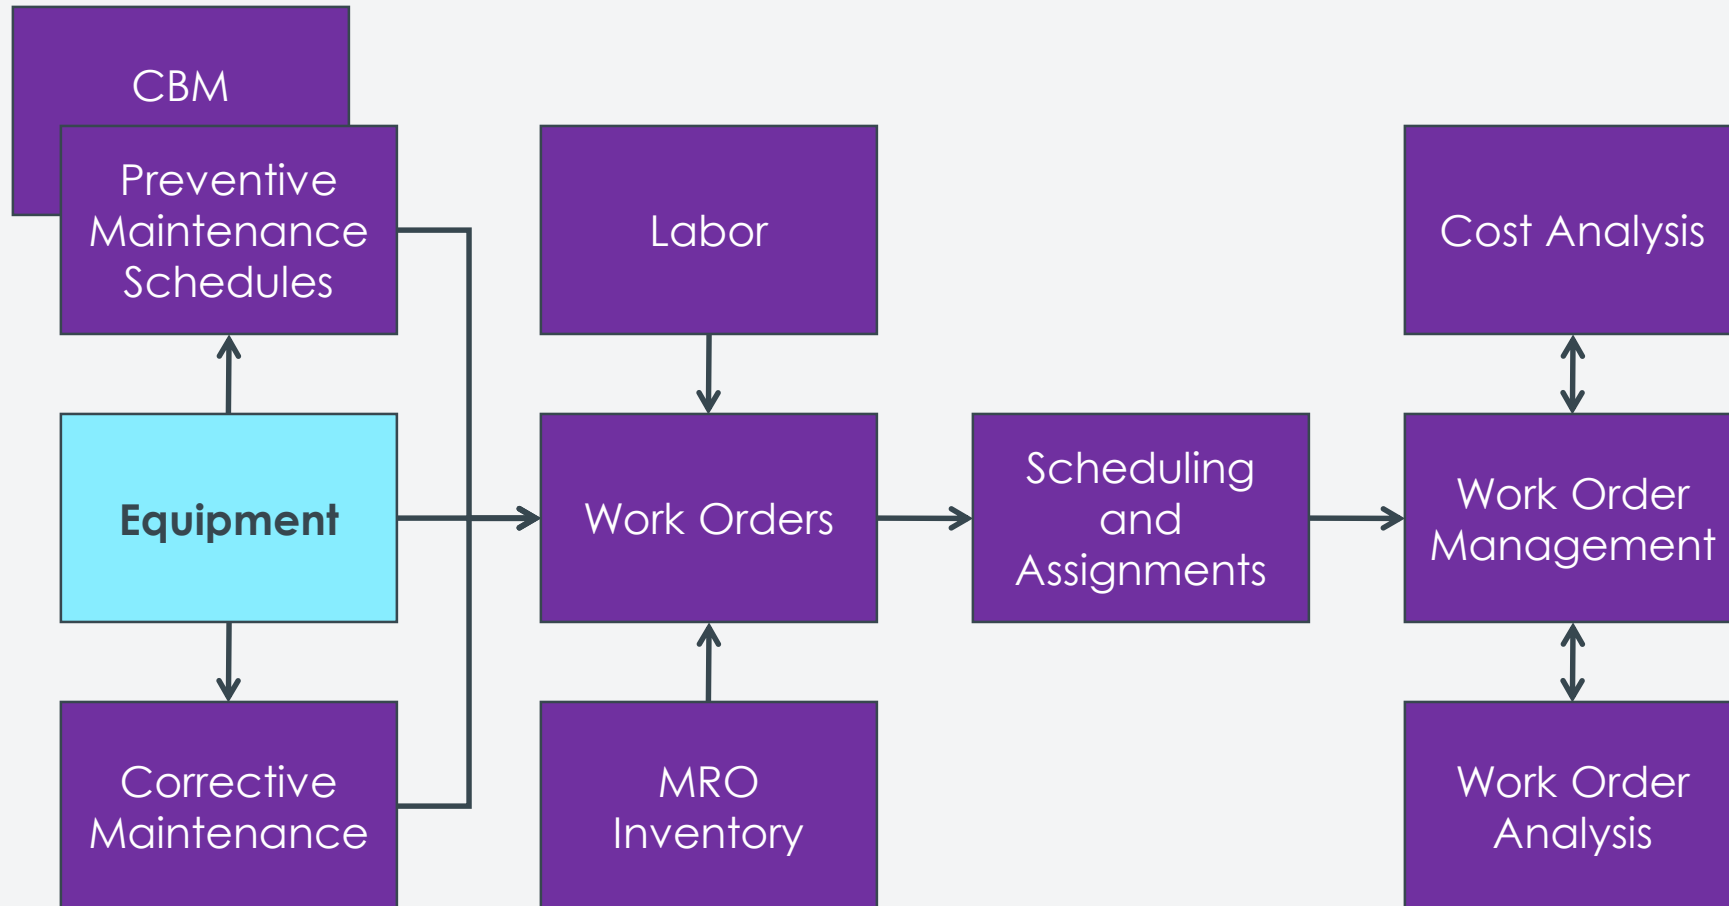 CBM
Preventive
Maintenance
Schedules
Labor
Cost Analysis
Equipment
Work Orders
Scheduling
and
Assignments
Work Order
Management
Corrective
Maintenance
MRO
Inventory
Work Order
Analysis